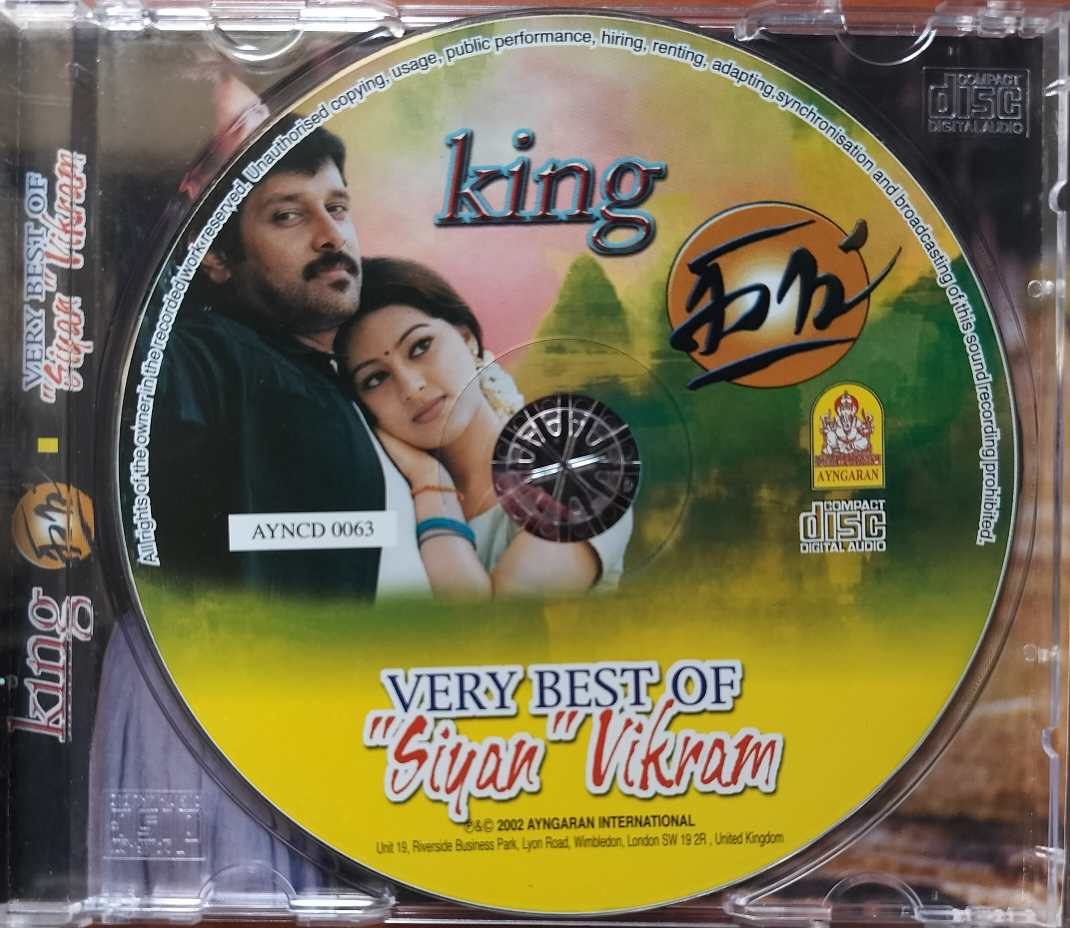 All rights of the owner in the recorded work reserved. Unauthorised copying, usage, public performance, hiring, renting, adapting, synchronisation and broadcasting of this sound recording prohibited.
king
கிங்
AYNGARAN
COMPACT
disc
DIGITAL AUDIO
AYNCD 0063
VERY BEST OF
"Siyan" Vikram
℗&© 2002 AYNGARAN INTERNATIONAL
Unit 19, Riverside Business Park, Lyon Road, Wimbledon, London SW 19 2R , United Kingdom
king
கிங்
VERY BEST OF
"Siyan" Vikram
COMPACT
disc
DIGITAL AUDIO